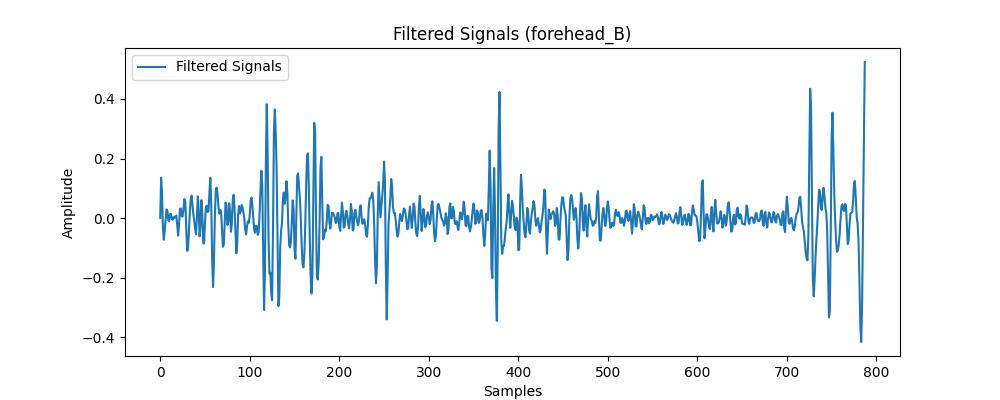 Filtered Signals (forehead_B)
Filtered Signals
0.4
0.2
0.0
−0.2
−0.4
Amplitude
0 100 200 300 400 500 600 700 800
Samples